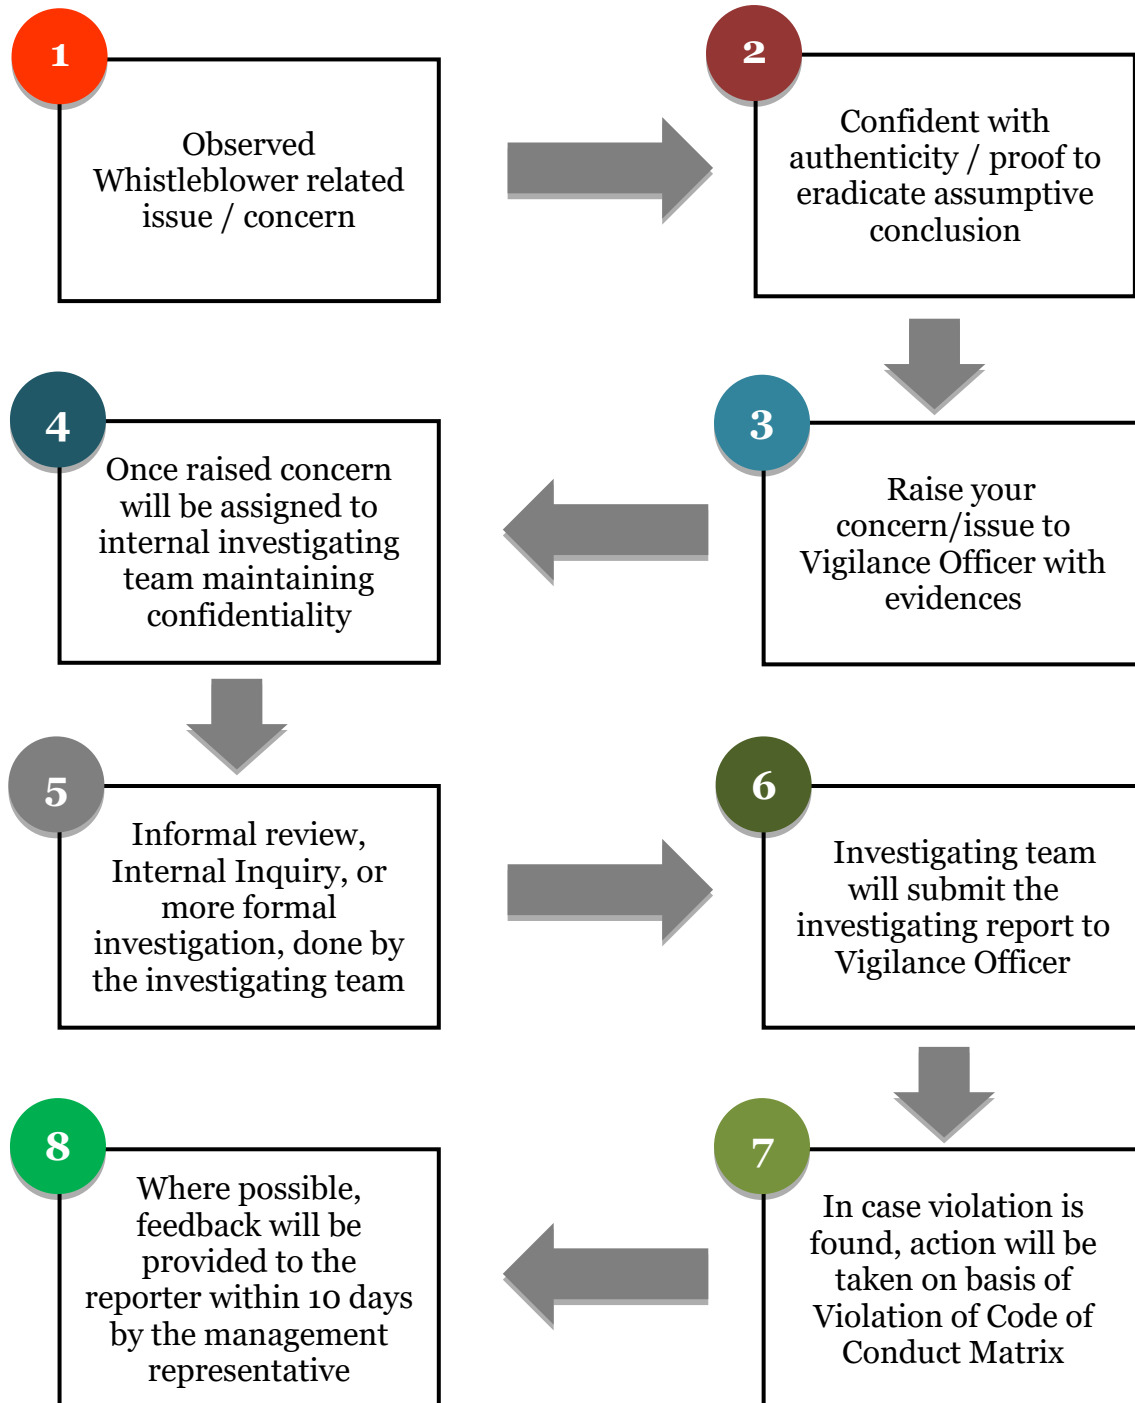 1
Observed
Whistleblower related
issue / concern
2
Confident with
authenticity / proof to
eradicate assumptive
conclusion
3
Raise your
concern/issue to
Vigilance Officer with
evidences
4
Once raised concern
will be assigned to
internal investigating
team maintaining
confidentiality
5
Informal review,
Internal Inquiry, or
more formal
investigation, done by
the investigating team
6
Investigating team
will submit the
investigating report to
Vigilance Officer
7
In case violation is
found, action will be
taken on basis of
Violation of Code of
Conduct Matrix
8
Where possible,
feedback will be
provided to the
reporter within 10 days
by the management
representative